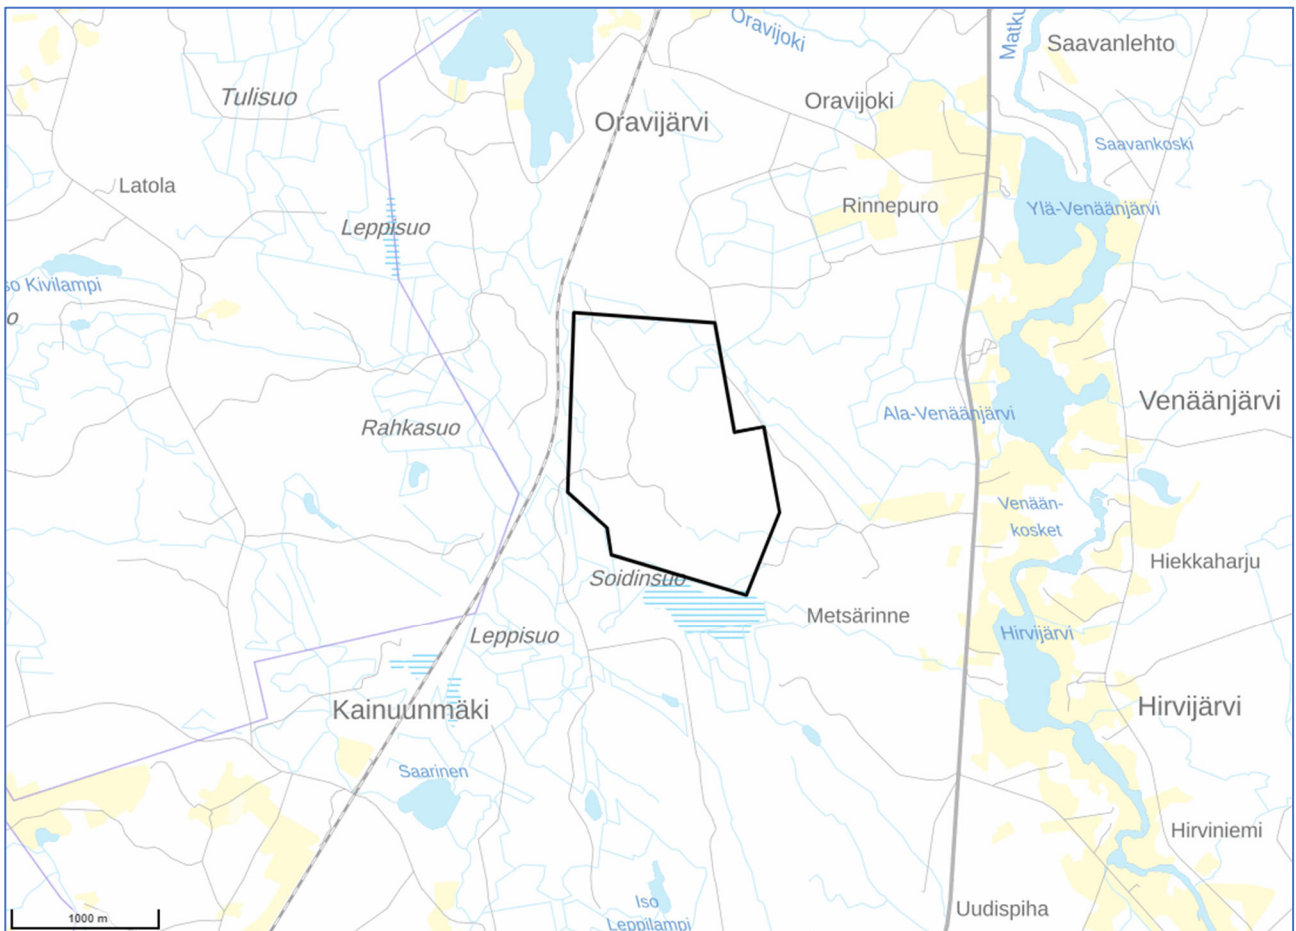 Oravijoki
Matku
Saavanlehto
Tulisuo
Oravijoki
Oravijärvi
Saavankoski
Latola
Rinnepuro
Ylä-Venäänjärvi
Leppisuo
so Kivilampi
o
Venäänjärvi
Ala-Venäänjärvi
Rahkasuo
Venään-
kosket
Hiekkaharju
Soidinsuo
Metsärinne
Hirvijärvi
Leppisuo
Kainuunmäki
Hirvijärvi
Saarinen
Hirviniemi
Iso
Leppilampi
Uudispiha
1000 m